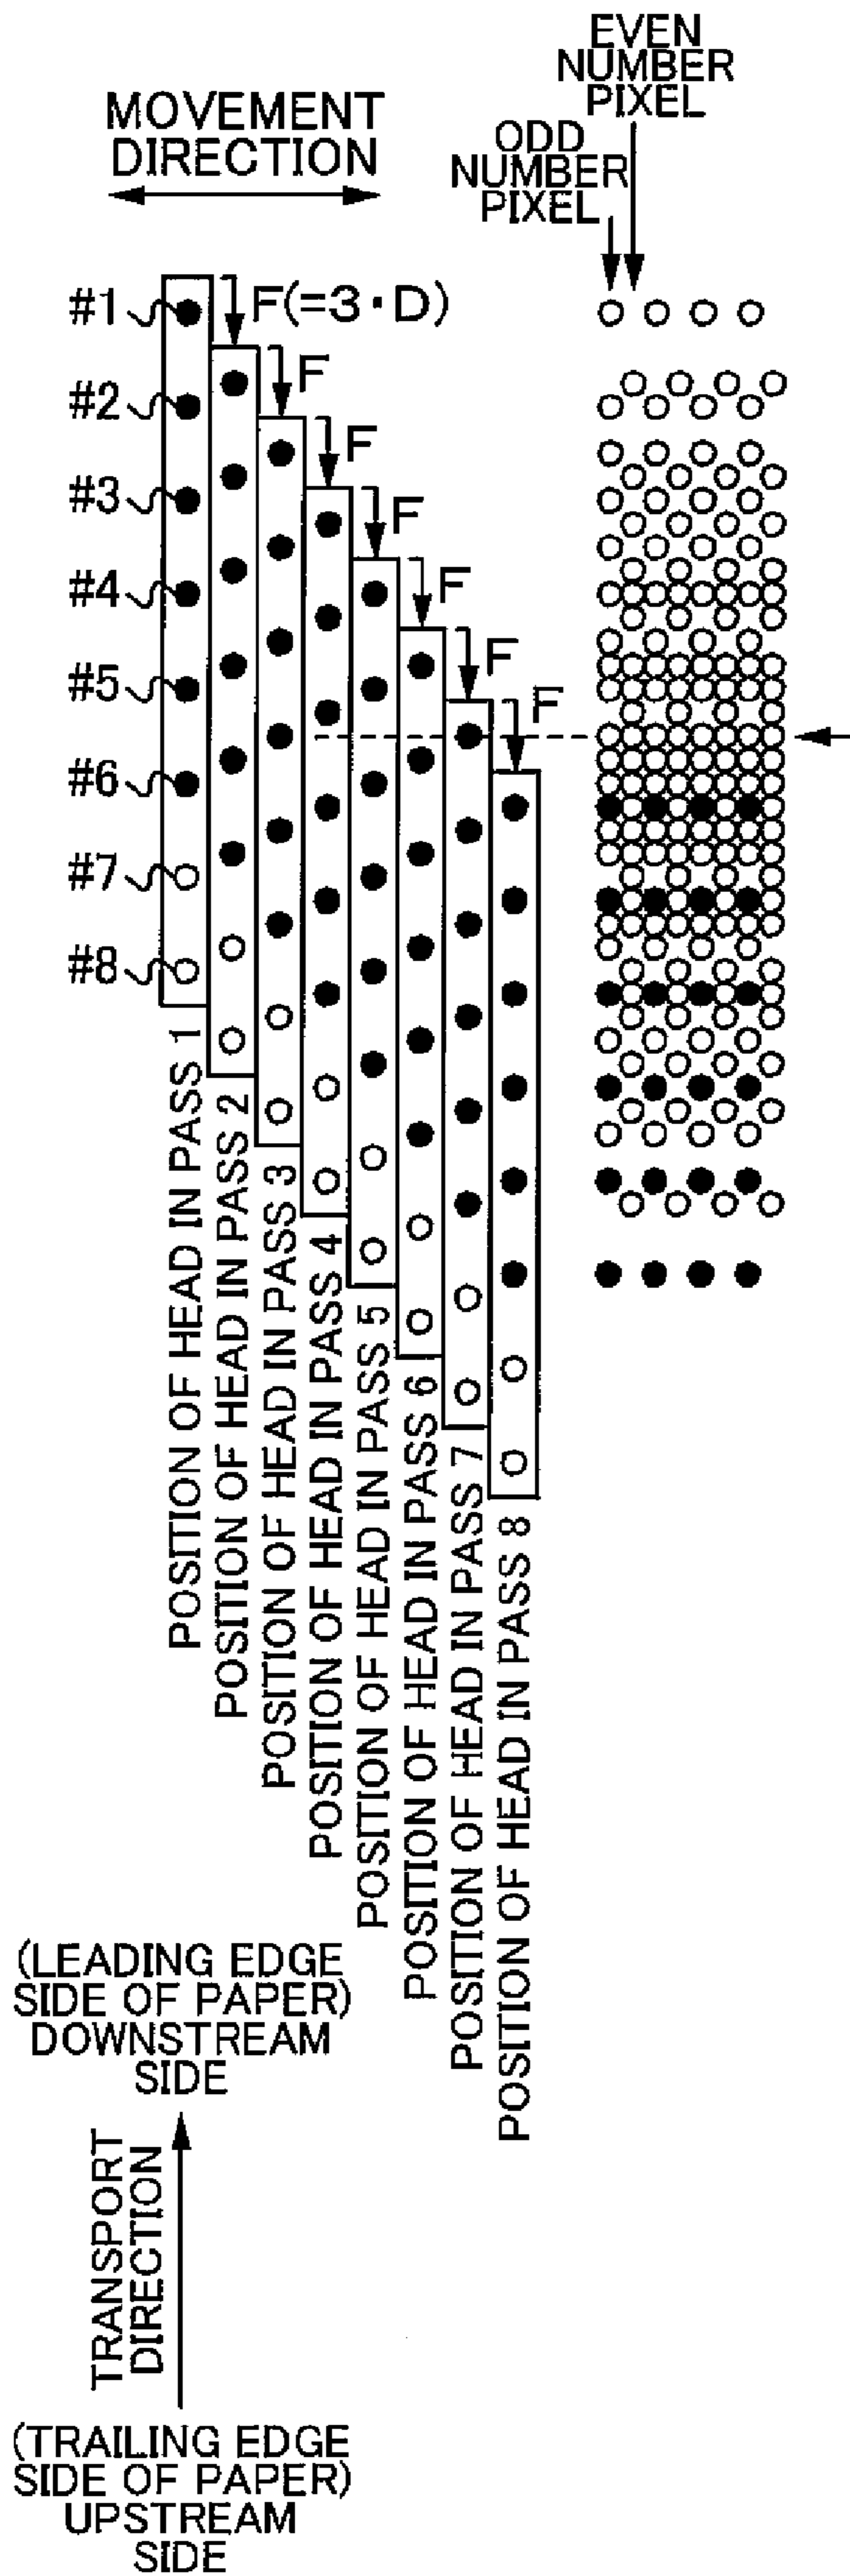 EVEN
NUMBER
PIXEL
MOVEMENT
DIRECTION
ODD
NUMBER
PIXEL
#1
F(=3·D)
#2
F
#3
F
#4
F
#5
F
#6
F
#7
F
#8
POSITION OF HEAD IN PASS 1
POSITION OF HEAD IN PASS 2
POSITION OF HEAD IN PASS 3
POSITION OF HEAD IN PASS 4
POSITION OF HEAD IN PASS 5
POSITION OF HEAD IN PASS 6
POSITION OF HEAD IN PASS 7
POSITION OF HEAD IN PASS 8
(LEADING EDGE
SIDE OF PAPER)
DOWNSTREAM
SIDE
TRANSPORT
DIRECTION
(TRAILING EDGE
SIDE OF PAPER)
UPSTREAM
SIDE